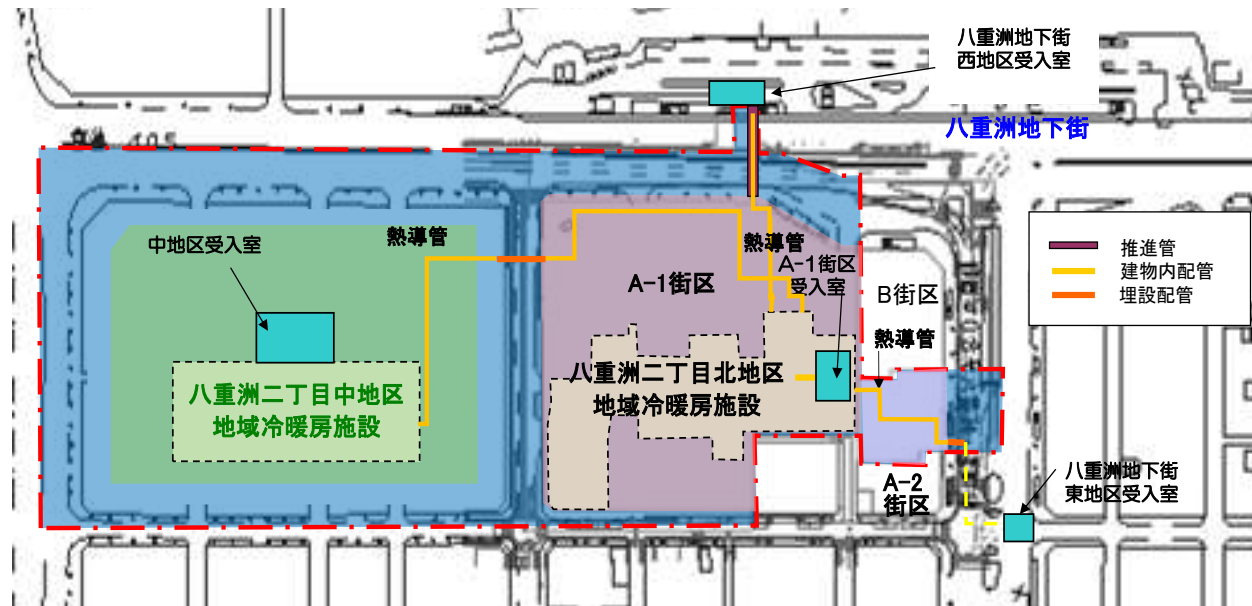 八重洲地下街
西地区受入室
八重洲地下街
熱導管
中地区受入室
熱導管
A-1街区
受入室
A-1街区
B街区
推進管
建物内配管
埋設配管
熱導管
八重洲二丁目中地区
地域冷暖房施設
八重洲二丁目北地区
地域冷暖房施設
A-2
街区
八重洲地下街
東地区受入室